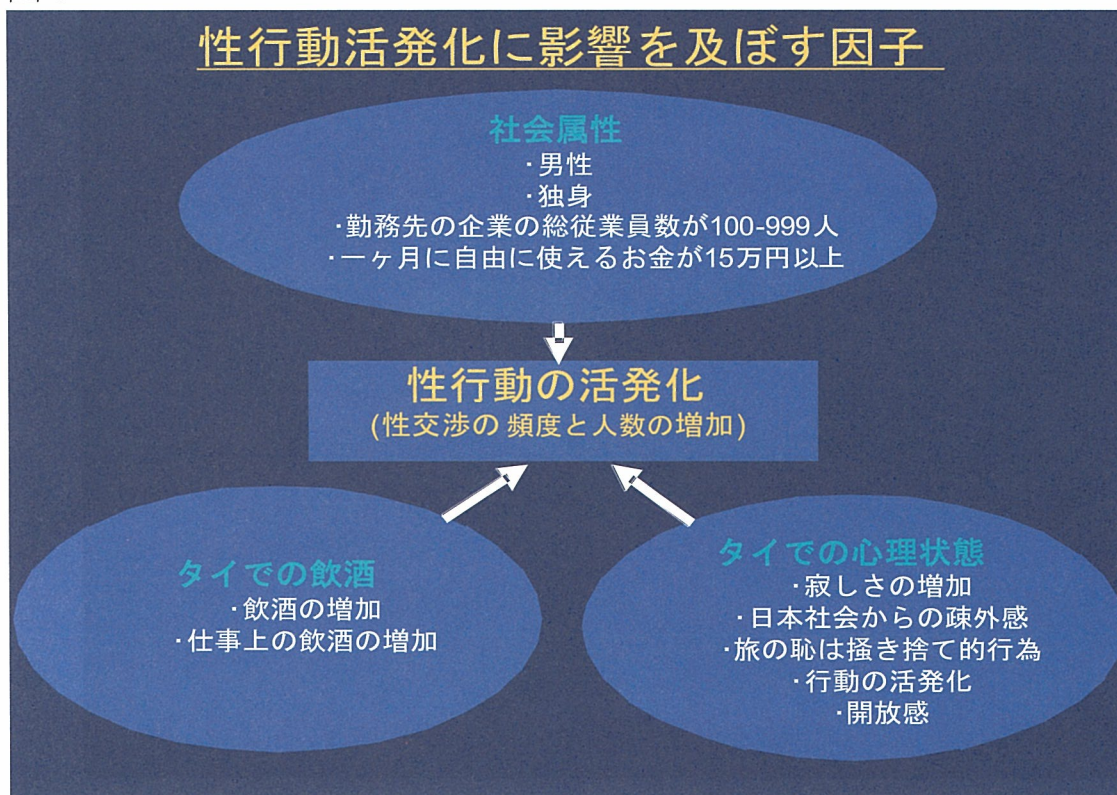 性行動活発化に影響を及ぼす因子
社会属性
・男性
・独身
・勤務先の企業の総従業員数が100-999人
・一ヶ月に自由に使えるお金が15万円以上
性行動の活発化
(性交渉の 頻度と人数の増加)
タイでの飲酒
・飲酒の増加
・仕事上の飲酒の増加
タイでの心理状態
・寂しさの増加
・日本社会からの疎外感
・旅の恥は掻き捨て的行為
・行動の活発化
・開放感